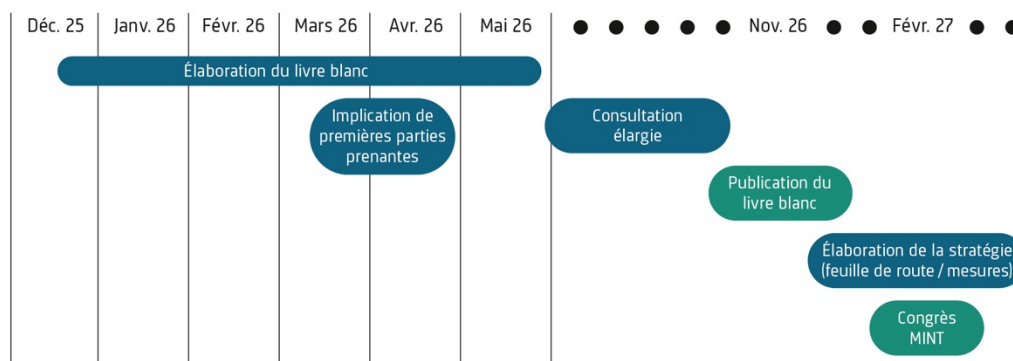 Déc. 25 Janv. 26 Févr. 26 Mars 26 Avr. 26 Mai 26 Nov. 26 Févr. 27
Élaboration du livre blanc
Implication de
premières parties
prenantes
Consultation
élargie
Publication du
livre blanc
Élaboration de la stratégie
(feuille de route / mesures)
Congrès
MINT